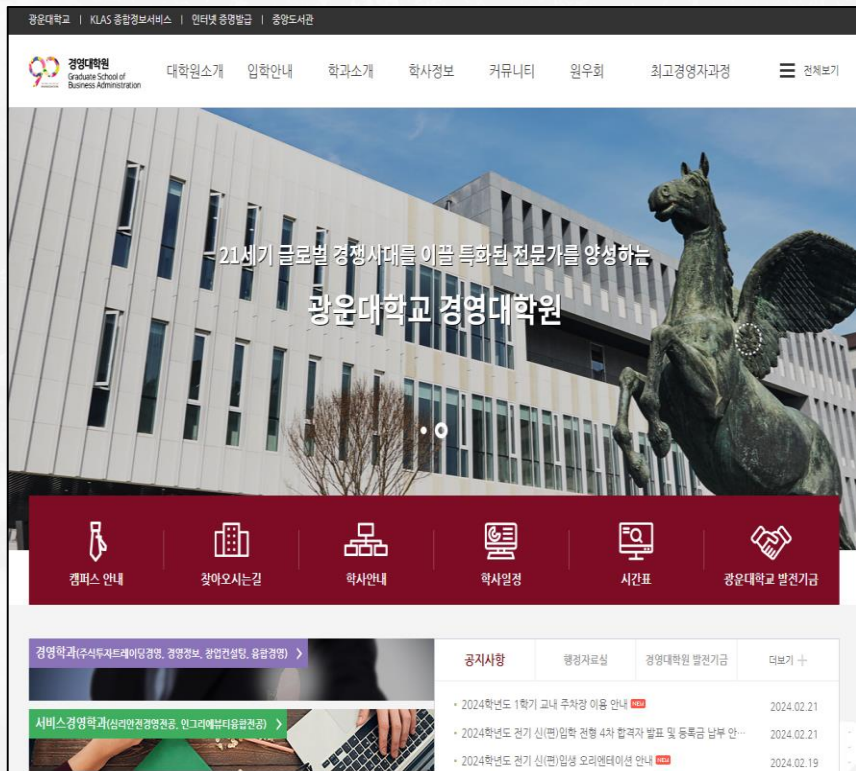 광운대학교 | KLAS 종합정보서비스 | 인터넷 증명발급 | 중앙도서관
경영대학원
Graduate School of
Business Administration
대학원소개 입학안내 학과소개 학사정보 커뮤니티 원우회 최고경영자과정 전체보기
21세기 글로벌 경쟁시대를 이끌 특화된 전문가를 양성하는
광운대학교 경영대학원
캠퍼스 안내 찾아오시는길 학사안내 학사일정 시간표 광운대학교 발전기금
경영학과(주식투자트레이딩경영, 경영정보, 창업컨설팅, 융합경영) >
서비스경영학과(심리안전경영전공, 인그리에뷰티융합전공) >
공지사항 행정자료실 경영대학원 발전기금 더보기 +
• 2024학년도 1학기 교내 주차장 이용 안내 NEW 2024.02.21
• 2024학년도 전기 신(편)입학 전형 4차 합격자 발표 및 등록금 납부 안… 2024.02.21
• 2024학년도 전기 신(편)입생 오리엔테이션 안내 NEW 2024.02.19